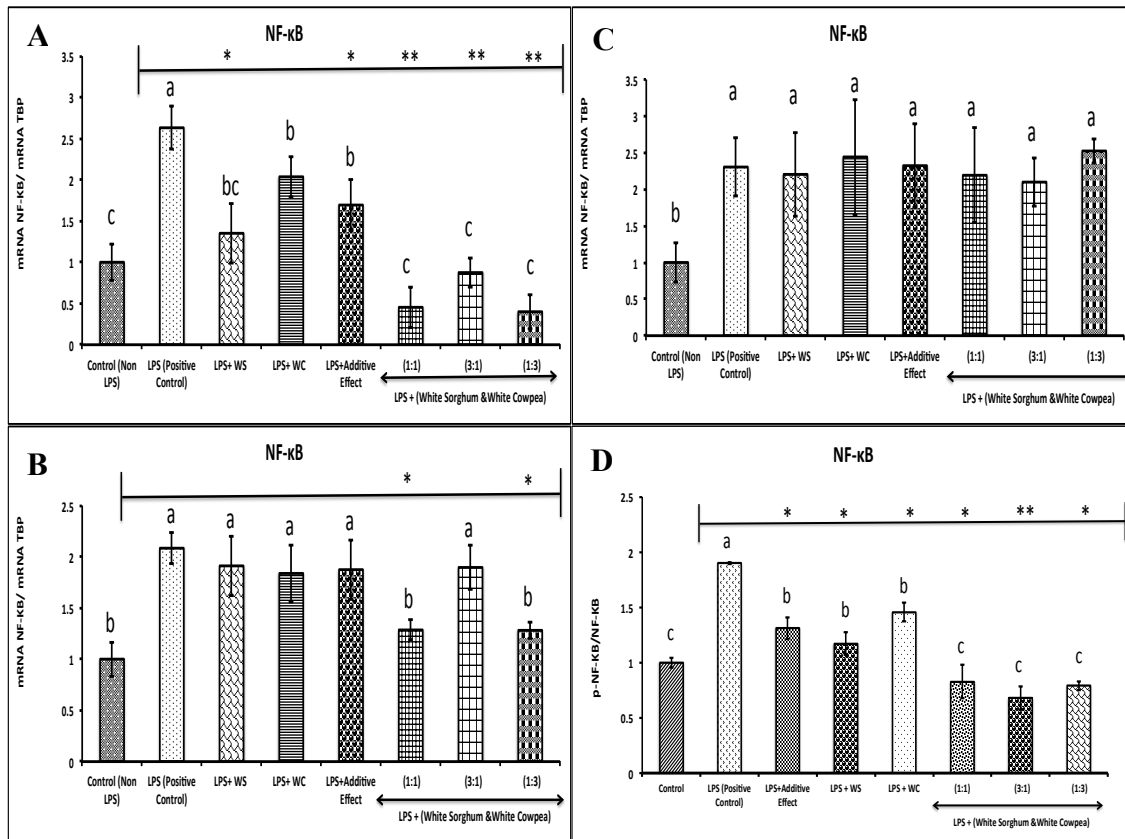 A
NF-κB
* * ** ** **
a
b
b
bc
c
c
c
c
mRNA NF-KB/ mRNA TBP
3.5
3
2.5
2
1.5
1
0.5
0
Control (Non LPS)
LPS (Positive Control)
LPS+ WS
LPS+ WC
LPS+Additive Effect
(1:1)
(3:1)
(1:3)
LPS + (White Sorghum &White Cowpea)
C
NF-κB
a a a a a a a
b
mRNA NF-KB/ mRNA TBP
3.5
3
2.5
2
1.5
1
0.5
0
Control (Non LPS)
LPS (Positive Control)
LPS+ WS
LPS+ WC
LPS+Additive Effect
(1:1)
(3:1)
(1:3)
LPS + (White Sorghum &White Cowpea)
B
NF-κB
* *
a a a a a
b b b
mRNA NF-KB/ mRNA TBP
2.5
2
1.5
1
0.5
0
Control (Non LPS)
LPS (Positive Control)
LPS+ WS
LPS+ WC
LPS+Additive Effect
(1:1)
(3:1)
(1:3)
LPS + (White Sorghum &White Cowpea)
D
NF-κB
* * * * ** *
a
b b b
c c c c
p-NF-KB/NF-KB
2.5
2
1.5
1
0.5
0
Control
LPS (Positive Control)
LPS+Additive Effect
LPS + WS
LPS + WC
(1:1)
(3:1)
(1:3)
LPS + (White Sorghum &White Cowpea)